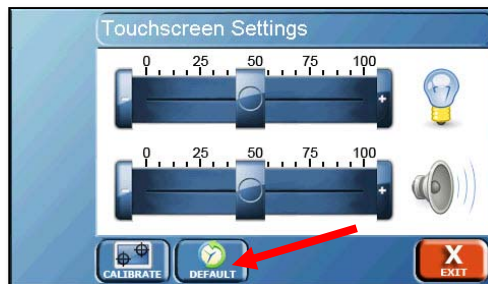 Touchscreen Settings
0 25 50 75 100
- +
0 25 50 75 100
- +
CALIBRATE DEFAULT X EXIT